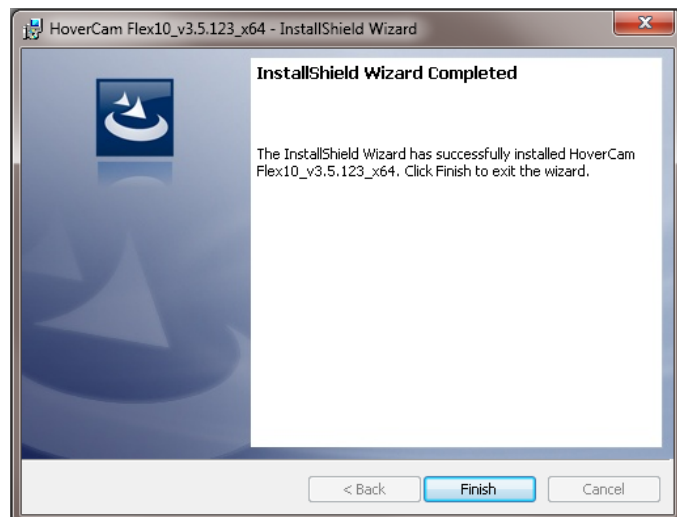 HoverCam Flex10_v3.5.123_x64 - InstallShield Wizard
InstallShield Wizard Completed
The InstallShield Wizard has successfully installed HoverCam
Flex10_v3.5.123_x64. Click Finish to exit the wizard.
< Back
Finish
Cancel